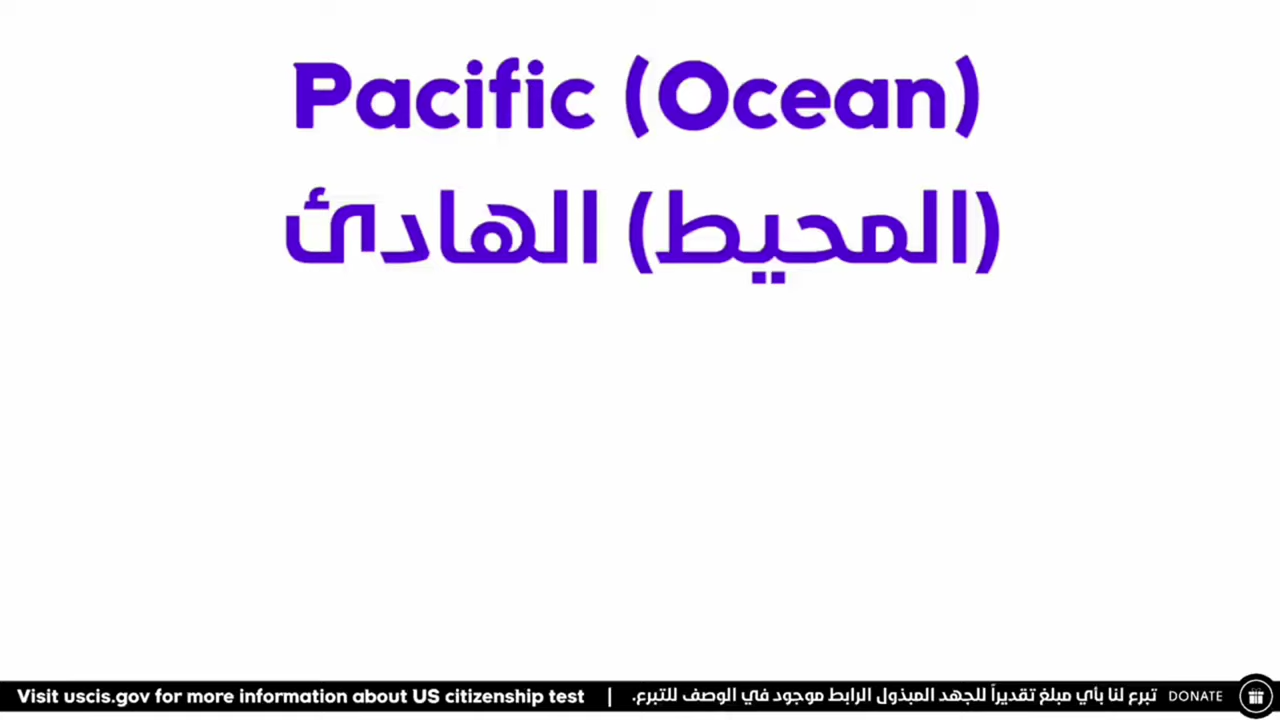 Pacific (Ocean)
(المحيط) الهادئ
Visit uscis.gov for more information about US citizenship test | تبرع لنا بأي مبلغ تقديراً للجهد المبذول الرابط موجود في الوصف للتبرع. DONATE